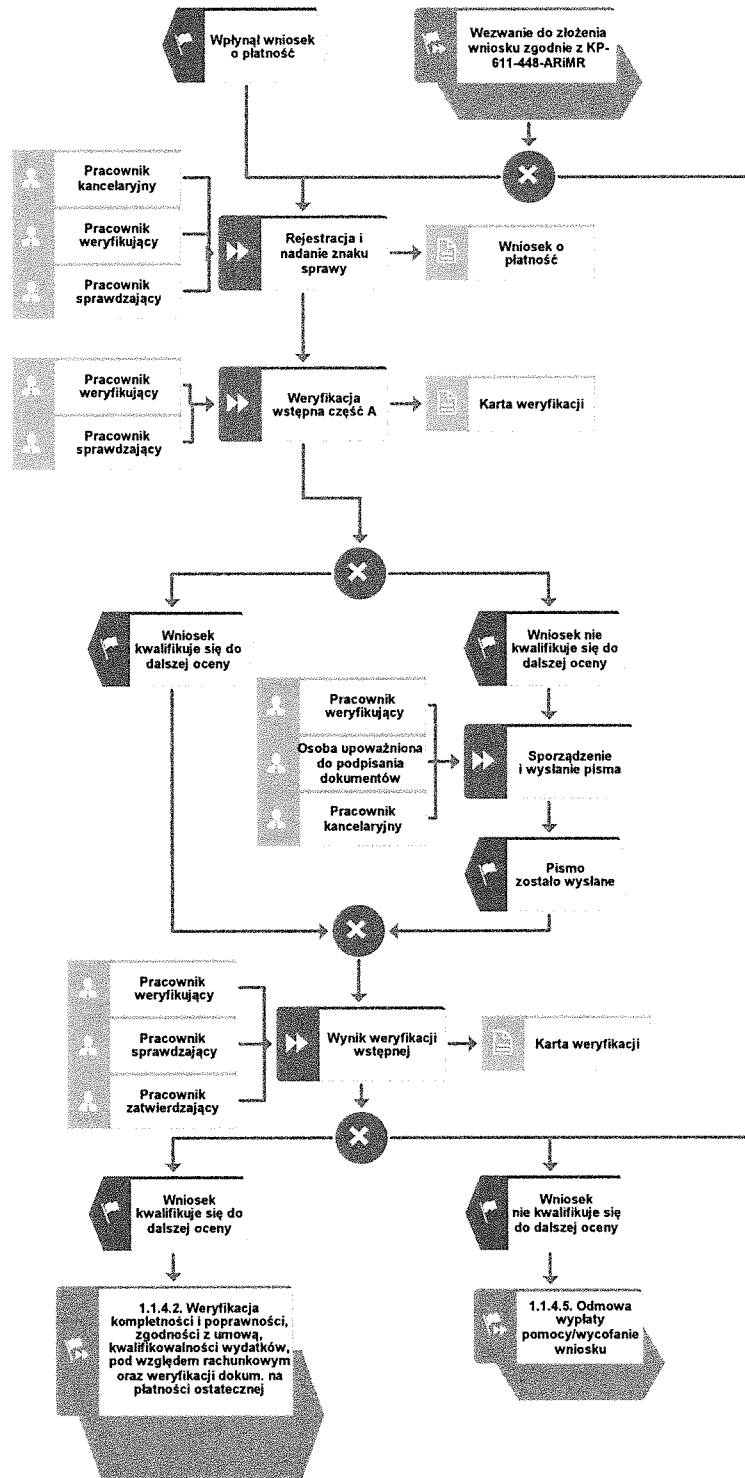 Wpłynął wniosek
o płatność
Wezwanie do złożenia
wniosku zgodnie z KP-
611-448-ARiMR
Pracownik
kancelaryjny
Pracownik
weryfikujący
Pracownik
sprawdzający
Rejestracja i
nadanie znaku
sprawy
Wniosek o
płatność
Pracownik
weryfikujący
Pracownik
sprawdzający
Weryfikacja
wstępna część A
Karta weryfikacji
Wniosek
kwalifikuje się do
dalszej oceny
Wniosek nie
kwalifikuje się do
dalszej oceny
Pracownik
weryfikujący
Osoba upoważniona
do podpisania
dokumentów
Pracownik
kancelaryjny
Sporządzenie
i wysłanie pisma
Pismo
zostało wysłane
Pracownik
weryfikujący
Pracownik
sprawdzający
Pracownik
zatwierdzający
Wynik weryfikacji
wstępnej
Karta weryfikacji
Wniosek
kwalifikuje się do
dalszej oceny
Wniosek
nie kwalifikuje się
do dalszej oceny
1.1.4.2. Weryfikacja
kompletności i poprawności,
zgodności z umową,
kwalifikowalności wydatków,
pod względem rachunkowym
oraz weryfikacji dokum. na
płatności ostatecznej
1.1.4.5. Odmowa
wypłaty
pomocy/wycofanie
wniosku